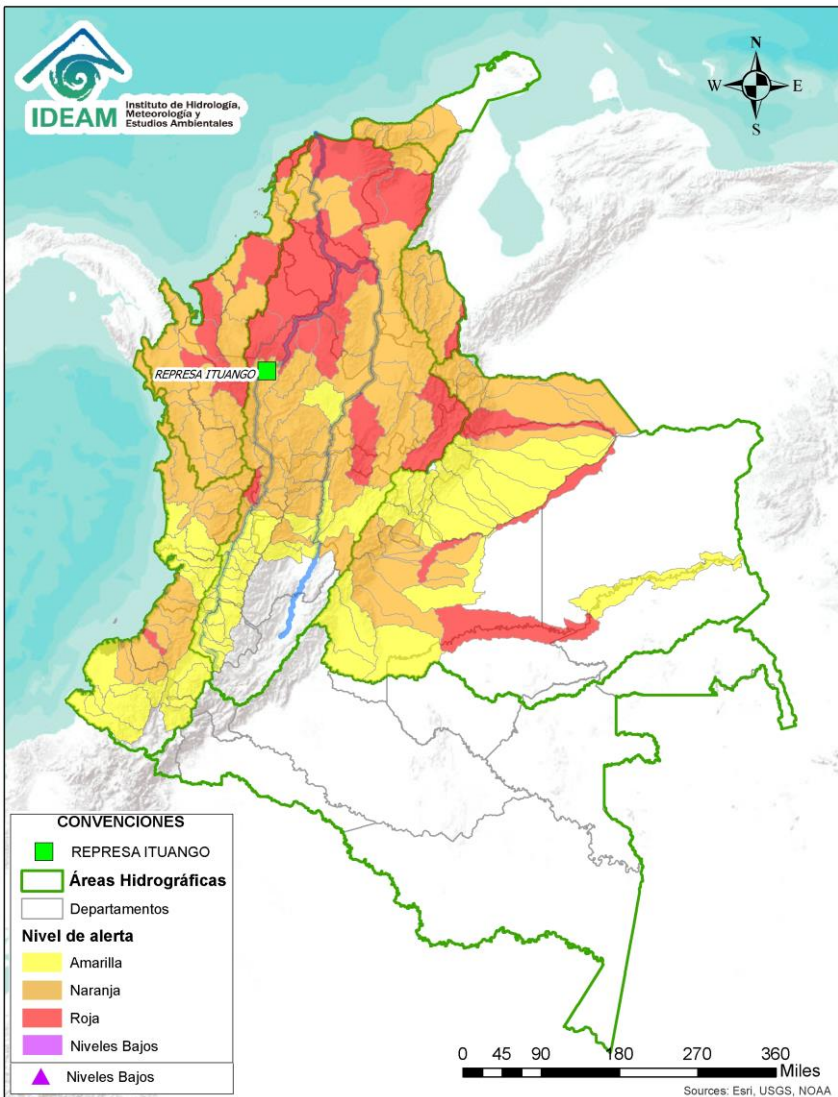 IDEAM
Instituto de Hidrología,
Meteorología y
Estudios Ambientales
N
W
E
S
REPRESA ITUANGO
CONVENCIONES
REPRESA ITUANGO
Áreas Hidrográficas
Departamentos
Nivel de alerta
Amarilla
Naranja
Roja
Niveles Bajos
Niveles Bajos
0 45 90 180 270 360
Miles
Sources: Esri, USGS, NOAA